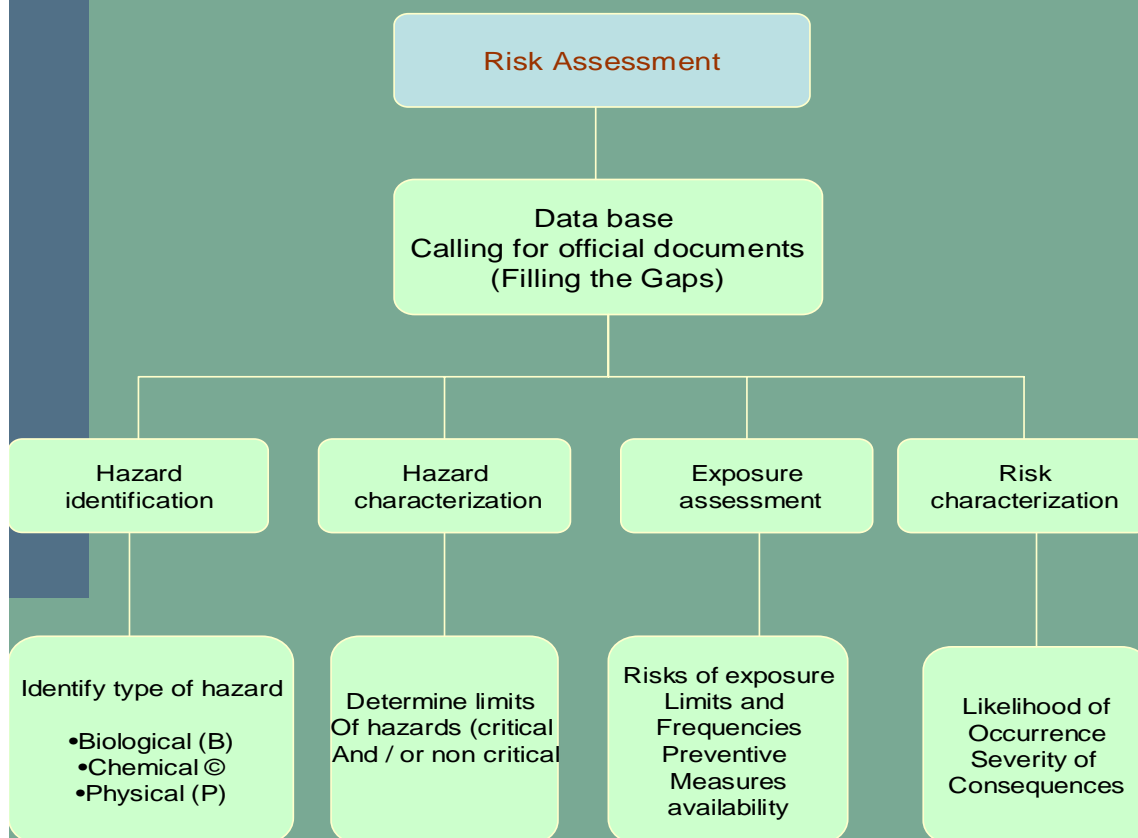 Risk Assessment
Data base
Calling for official documents
(Filling the Gaps)
Hazard
identification
Hazard
characterization
Exposure
assessment
Risk
characterization
Identify type of hazard
•Biological (B)
•Chemical ©
•Physical (P)
Determine limits
Of hazards (critical
And / or non critical
Risks of exposure
Limits and
Frequencies
Preventive
Measures
availability
Likelihood of
Occurrence
Severity of
Consequences